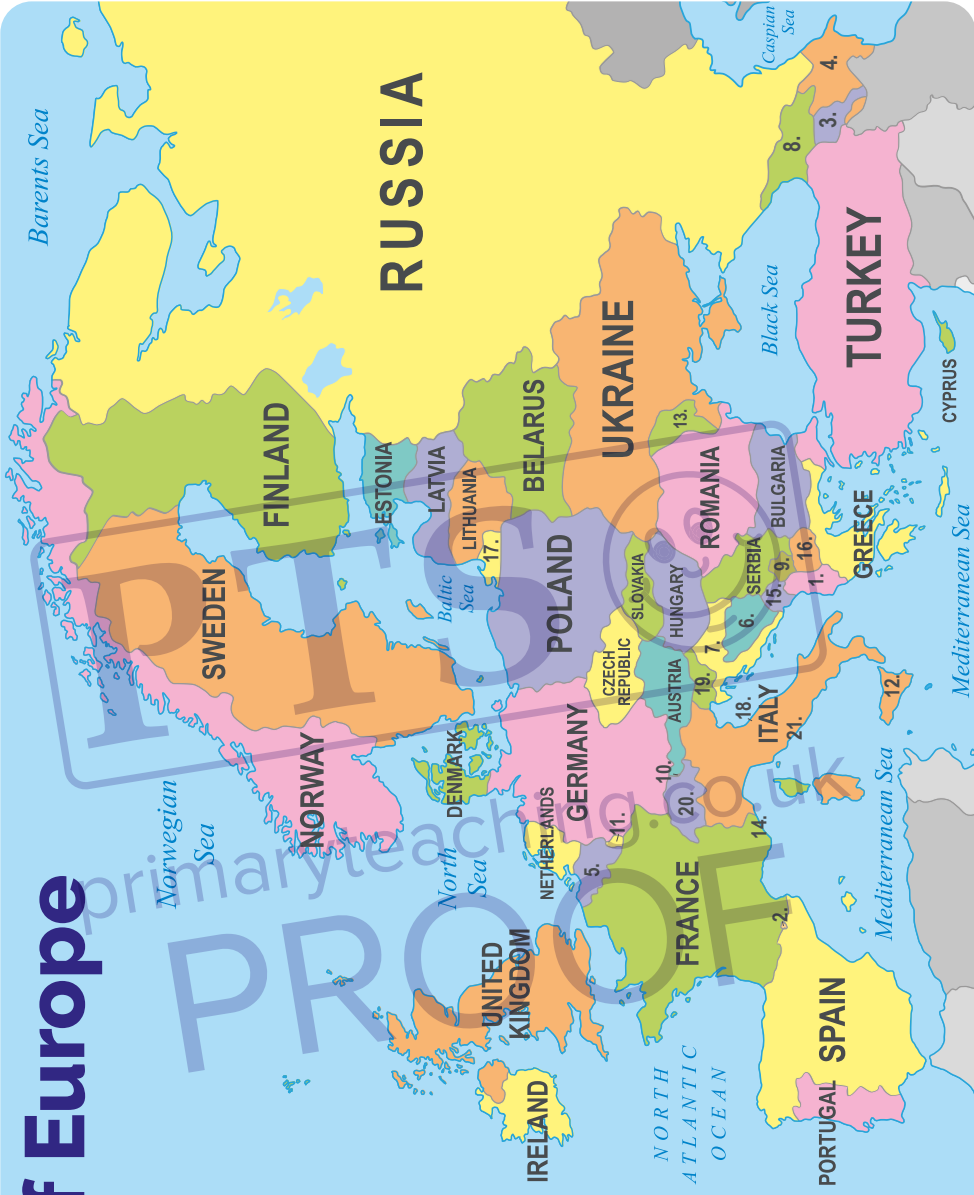 f Europe
Barents Sea
Norwegian
Sea
North
Sea
Baltic
Sea
NORTH
ATLANTIC
OCEAN
Caspian
Sea
Black Sea
Mediterranean Sea
Mediterranean Sea
RUSSIA
FINLAND
SWEDEN
NORWAY
ESTONIA
LATVIA
LITHUANIA
17.
BELARUS
UKRAINE
13.
POLAND
DENMARK
GERMANY
NETHERLANDS
5.
11.
UNITED
KINGDOM
IRELAND
FRANCE
2.
14.
SPAIN
PORTUGAL
CZECH
REPUBLIC
SLOVAKIA
HUNGARY
AUSTRIA
10.
20.
19.
7.
6.
18.
ITALY
21.
12.
ROMANIA
SERBIA
BULGARIA
9.
15.
16.
1.
GREECE
TURKEY
CYPRUS
8.
3.
4.
PTS
©
primaryteaching.co.uk
PROOF